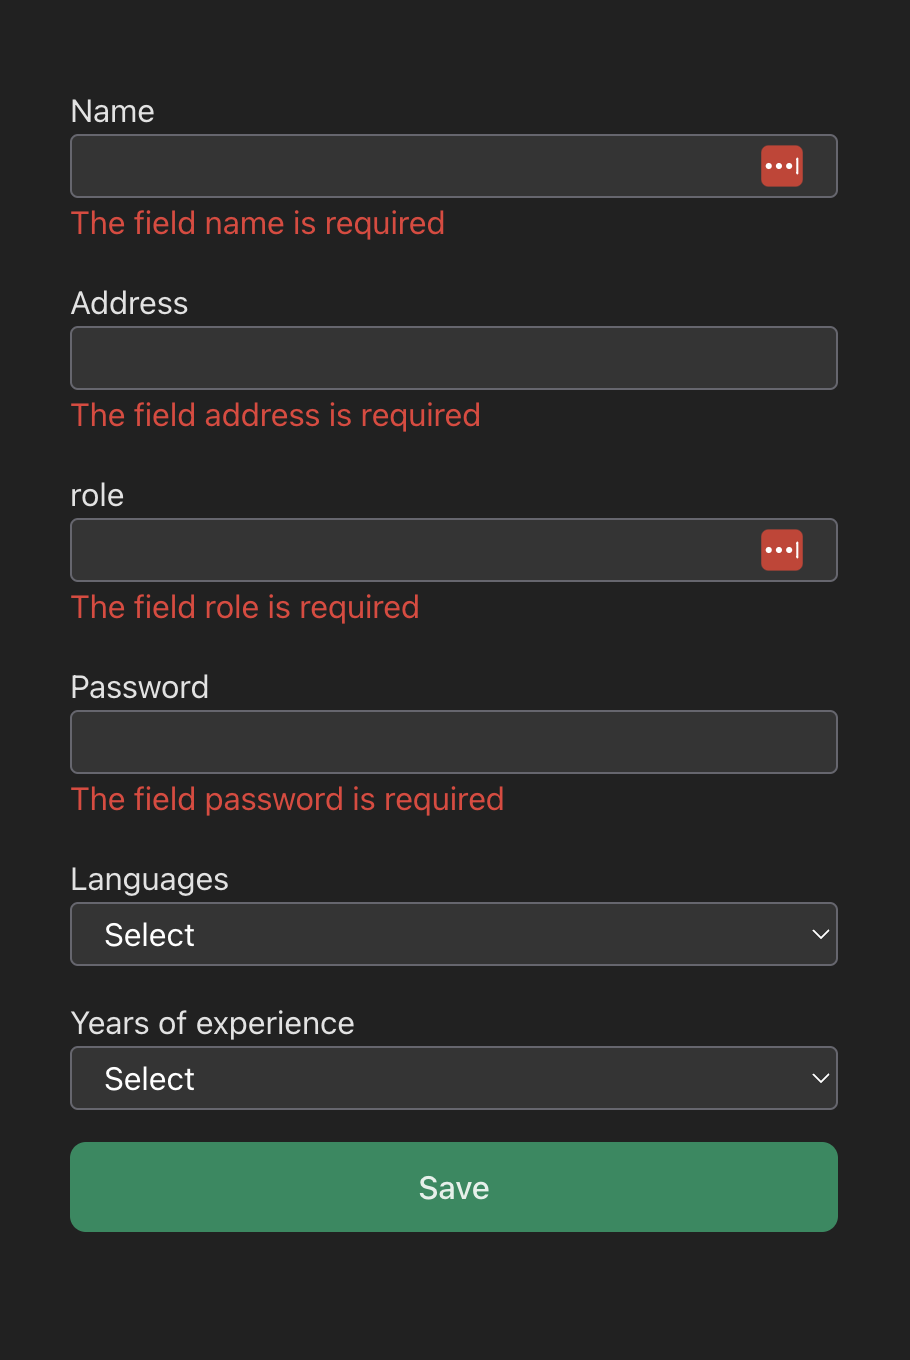 Name
The field name is required
Address
The field address is required
role
The field role is required
Password
The field password is required
Languages
Select
Years of experience
Select
Save